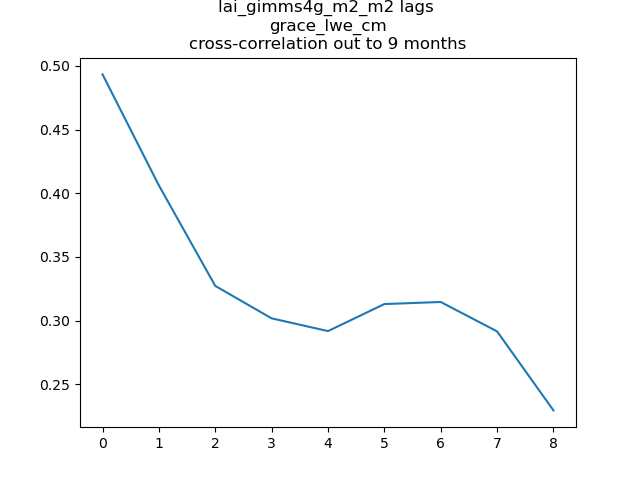 lai_gimms4g_m2_m2 lags
grace_lwe_cm
cross-correlation out to 9 months
0.50
0.45
0.40
0.35
0.30
0.25
0 1 2 3 4 5 6 7 8